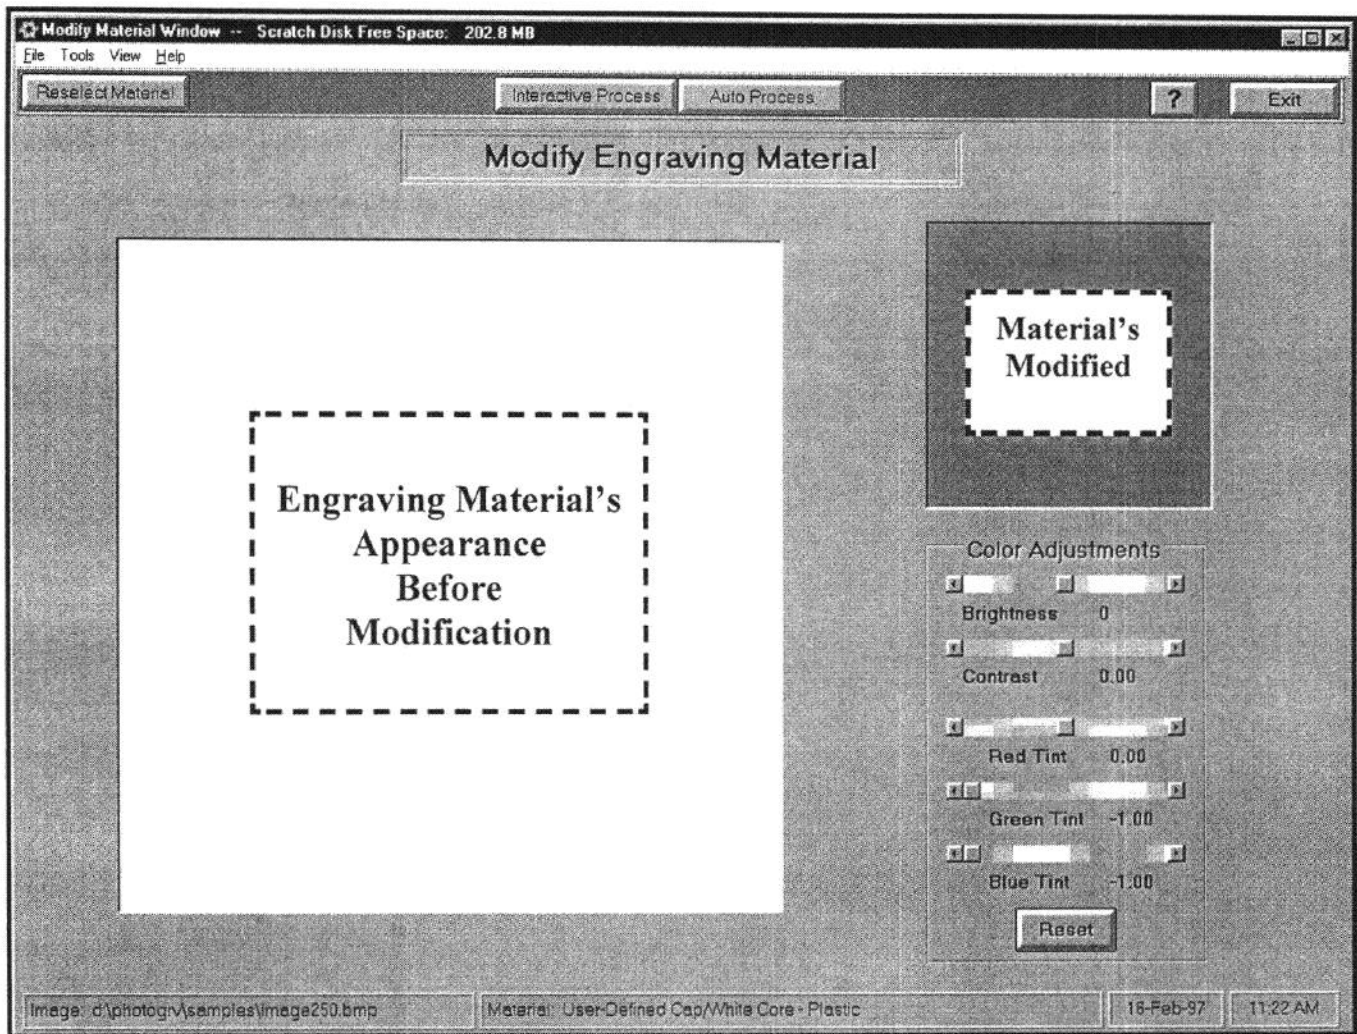 Modify Material Window -- Scratch Disk Free Space: 202.8 MB
File Tools View Help
Reselect Material Interactive Process Auto Process ? Exit
Modify Engraving Material
Engraving Material's
Appearance
Before
Modification
Material's
Modified
Color Adjustments
Brightness 0
Contrast 0.00
Red Tint 0.00
Green Tint -1.00
Blue Tint -1.00
Reset
Image: d:\photogrv\samples\image250.bmp Material: User-Defined Cap/White Core - Plastic 18-Feb-97 11:22 AM